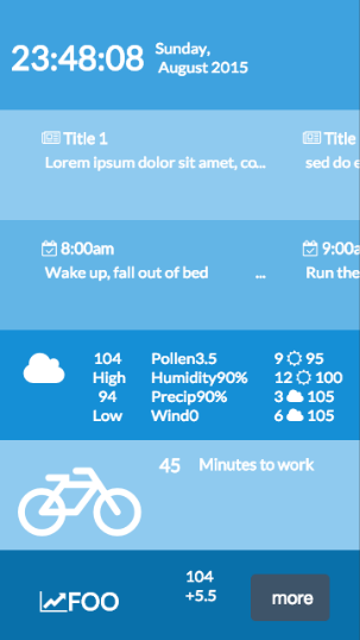 23:48:08
Sunday,
August 2015
Title 1
Title
Lorem ipsum dolor sit amet, co...
sed do e
8:00am
9:00a
Wake up, fall out of bed ...
Run the
104 Pollen3.5 9 95
High Humidity90% 12 100
94 Precip90% 3 105
Low Wind0 6 105
45 Minutes to work
FOO
104
+5.5
more